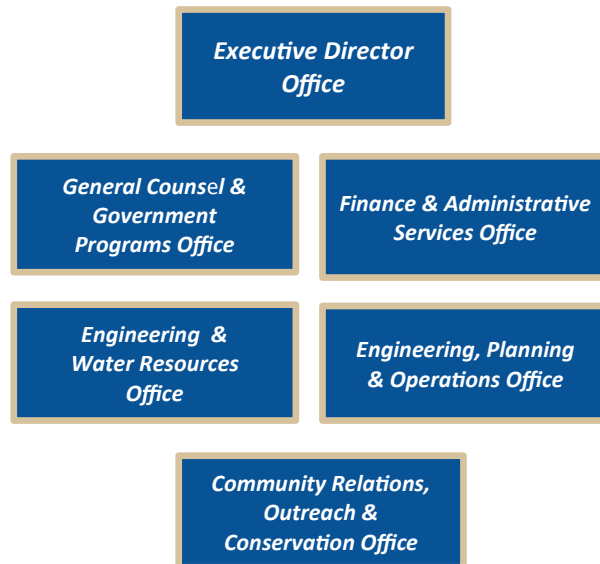 Executive Director
Office
General Counsel &
Government
Programs Office
Finance & Administrative
Services Office
Engineering &
Water Resources
Office
Engineering, Planning
& Operations Office
Community Relations,
Outreach &
Conservation Office